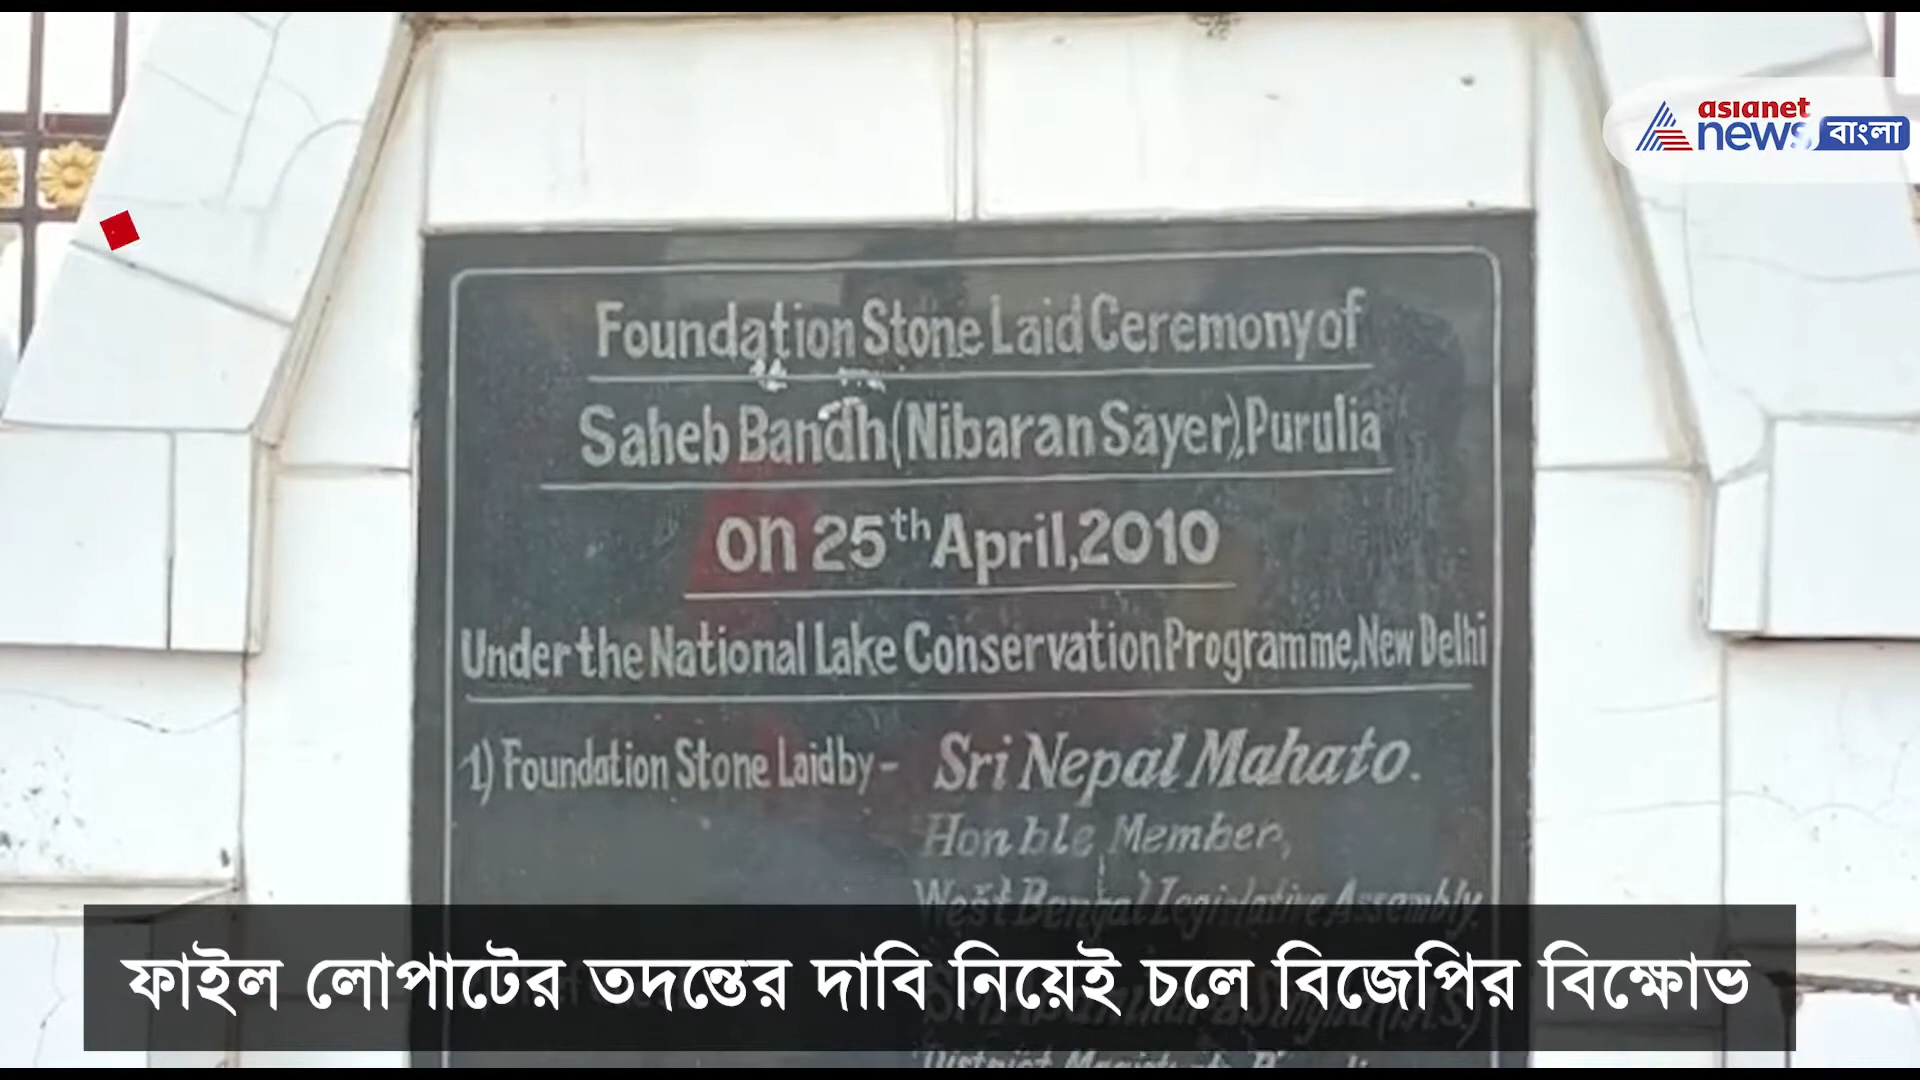 asianet
news বাংলা
Foundation Stone Laid Ceremony of
Saheb Bandh (Nibaran Sayer), Purulia
on 25th April, 2010
Under the National Lake Conservation Programme, New Delhi
1) Foundation Stone Laid by - Sri Nepal Mahato.
Hon'ble Member,
West Bengal Legislative Assembly.
ফাইল লোপাটের তদন্তের দাবি নিয়েই চলে বিজেপির বিক্ষোভ
District